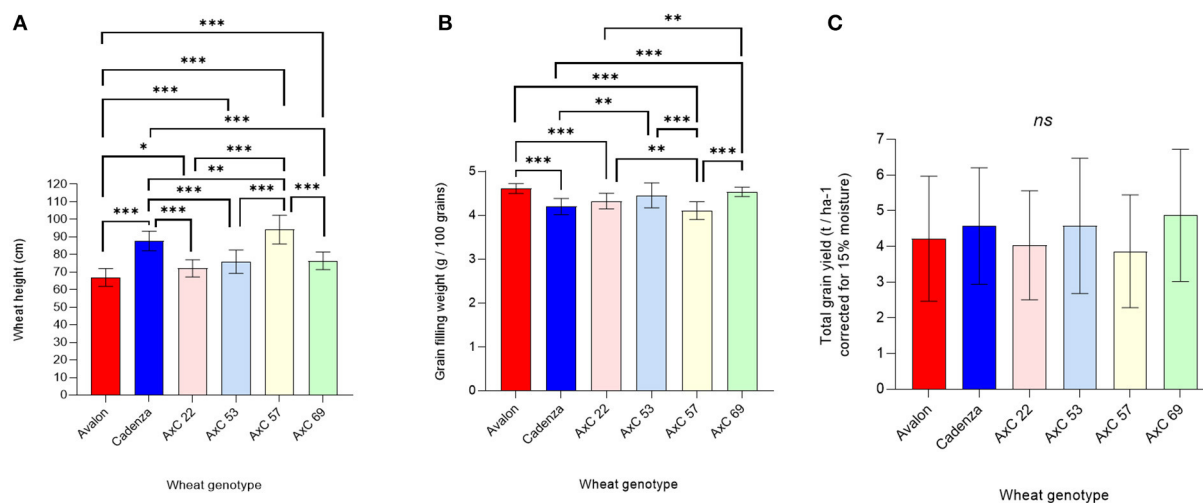 A
***
***
***
***
*
***
**
***
***
***
***
***
Wheat height (cm)
120
110
100
90
80
70
60
50
40
30
20
10
0
Avalon
Cadenza
AxC 22
AxC 53
AxC 57
AxC 69
Wheat genotype
B
**
***
***
**
***
***
***
**
***
Grain filling weight (g / 100 grains)
5
4
3
2
1
0
Avalon
Cadenza
AxC 22
AxC 53
AxC 57
AxC 69
Wheat genotype
C
ns
Total grain yield (t / ha-1
corrected for 15% moisture)
7
6
5
4
3
2
1
0
Avalon
Cadenza
AxC 22
AxC 53
AxC 57
AxC 69
Wheat genotype